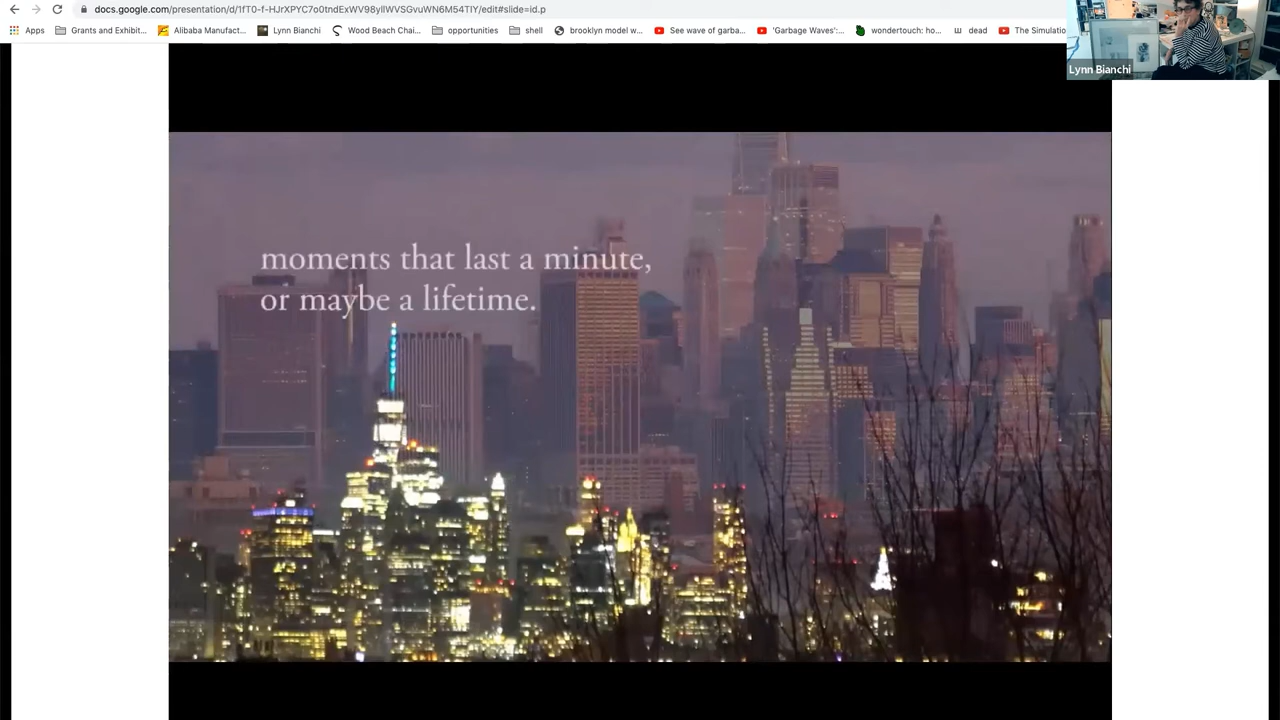 docs.google.com/presentation/d/1fT0-f-HJrXPYC7o0tndExWV98yIlWVSGvuWN6M54TIY/edit#slide=id.p
Apps Grants and Exhibit... Alibaba Manufact... Lynn Bianchi Wood Beach Chai... opportunities shell brooklyn model w... See wave of garba... 'Garbage Waves':... wondertouch: ho... dead The Simulatio
Lynn Bianchi
moments that last a minute,
or maybe a lifetime.